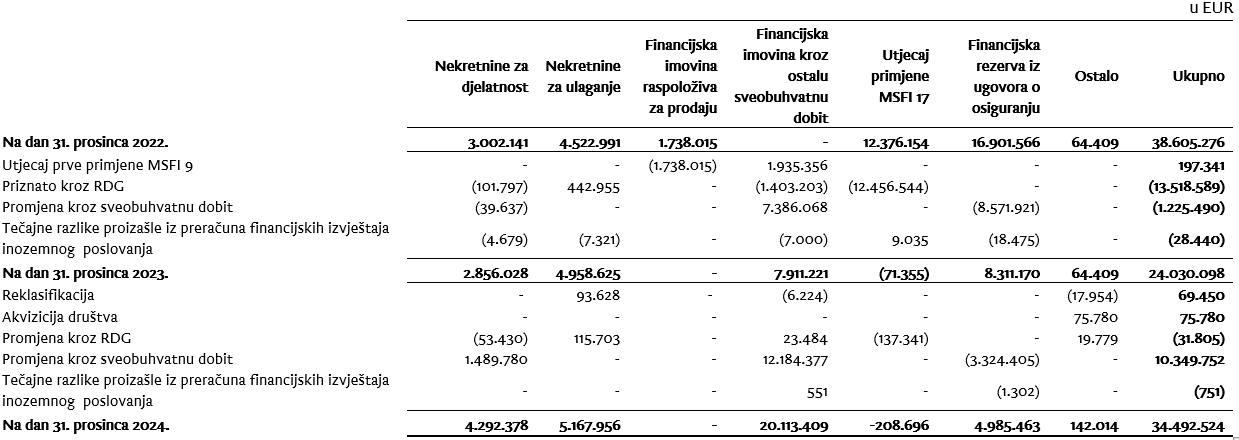 u EUR
Nekretnine za djelatnost | Nekretnine za ulaganje | Financijska imovina raspoloživa za prodaju | Financijska imovina kroz ostalu sveobuhvatnu dobit | Utjecaj primjene MSFI 17 | Financijska rezerva iz ugovora o osiguranju | Ostalo | Ukupno
Na dan 31. prosinca 2022. 3.002.141 4.522.991 1.738.015 - 12.376.154 16.901.566 64.409 38.605.276
Utjecaj prve primjene MSFI 9 - - (1.738.015) 1.935.356 - - - 197.341
Priznato kroz RDG (101.797) 442.955 - (1.403.203) (12.456.544) - - (13.518.589)
Promjena kroz sveobuhvatnu dobit (39.637) - - 7.386.068 - (8.571.921) - (1.225.490)
Tečajne razlike proizašle iz preračuna financijskih izvještaja
inozemnog poslovanja (4.679) (7.321) - (7.000) 9.035 (18.475) - (28.440)
Na dan 31. prosinca 2023. 2.856.028 4.958.625 - 7.911.221 (71.355) 8.311.170 64.409 24.030.098
Reklasifikacija - 93.628 - (6.224) - - (17.954) 69.450
Akvizicija društva - - - - - - 75.780 75.780
Promjena kroz RDG (53.430) 115.703 - 23.484 (137.341) - 19.779 (31.805)
Promjena kroz sveobuhvatnu dobit 1.489.780 - - 12.184.377 - (3.324.405) - 10.349.752
Tečajne razlike proizašle iz preračuna financijskih izvještaja
inozemnog poslovanja - - - 551 - (1.302) - (751)
Na dan 31. prosinca 2024. 4.292.378 5.167.956 - 20.113.409 -208.696 4.985.463 142.014 34.492.524